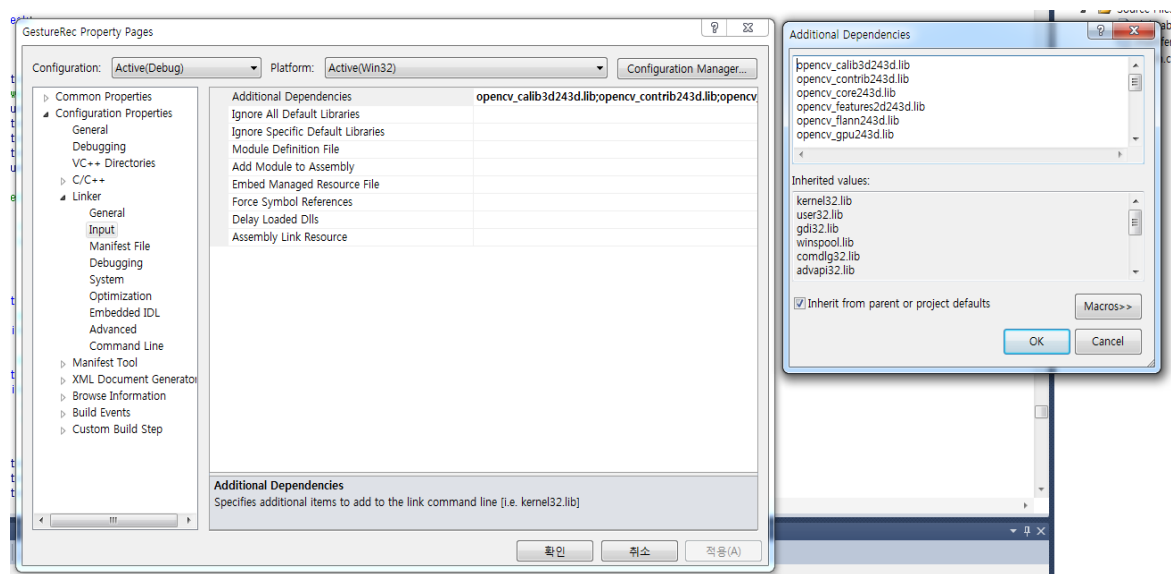 GestureRec Property Pages
Configuration: Active(Debug) Platform: Active(Win32) Configuration Manager...
Common Properties
Configuration Properties
General
Debugging
VC++ Directories
C/C++
Linker
General
Input
Manifest File
Debugging
System
Optimization
Embedded IDL
Advanced
Command Line
Manifest Tool
XML Document Generator
Browse Information
Build Events
Custom Build Step
Additional Dependencies opencv_calib3d243d.lib;opencv_contrib243d.lib;opencv_
Ignore All Default Libraries
Ignore Specific Default Libraries
Module Definition File
Add Module to Assembly
Embed Managed Resource File
Force Symbol References
Delay Loaded Dlls
Assembly Link Resource
Additional Dependencies
Specifies additional items to add to the link command line [i.e. kernel32.lib]
확인 취소 적용(A)
Additional Dependencies
opencv_calib3d243d.lib
opencv_contrib243d.lib
opencv_core243d.lib
opencv_features2d243d.lib
opencv_flann243d.lib
opencv_gpu243d.lib
Inherited values:
kernel32.lib
user32.lib
gdi32.lib
winspool.lib
comdlg32.lib
advapi32.lib
Inherit from parent or project defaults
Macros>>
OK Cancel